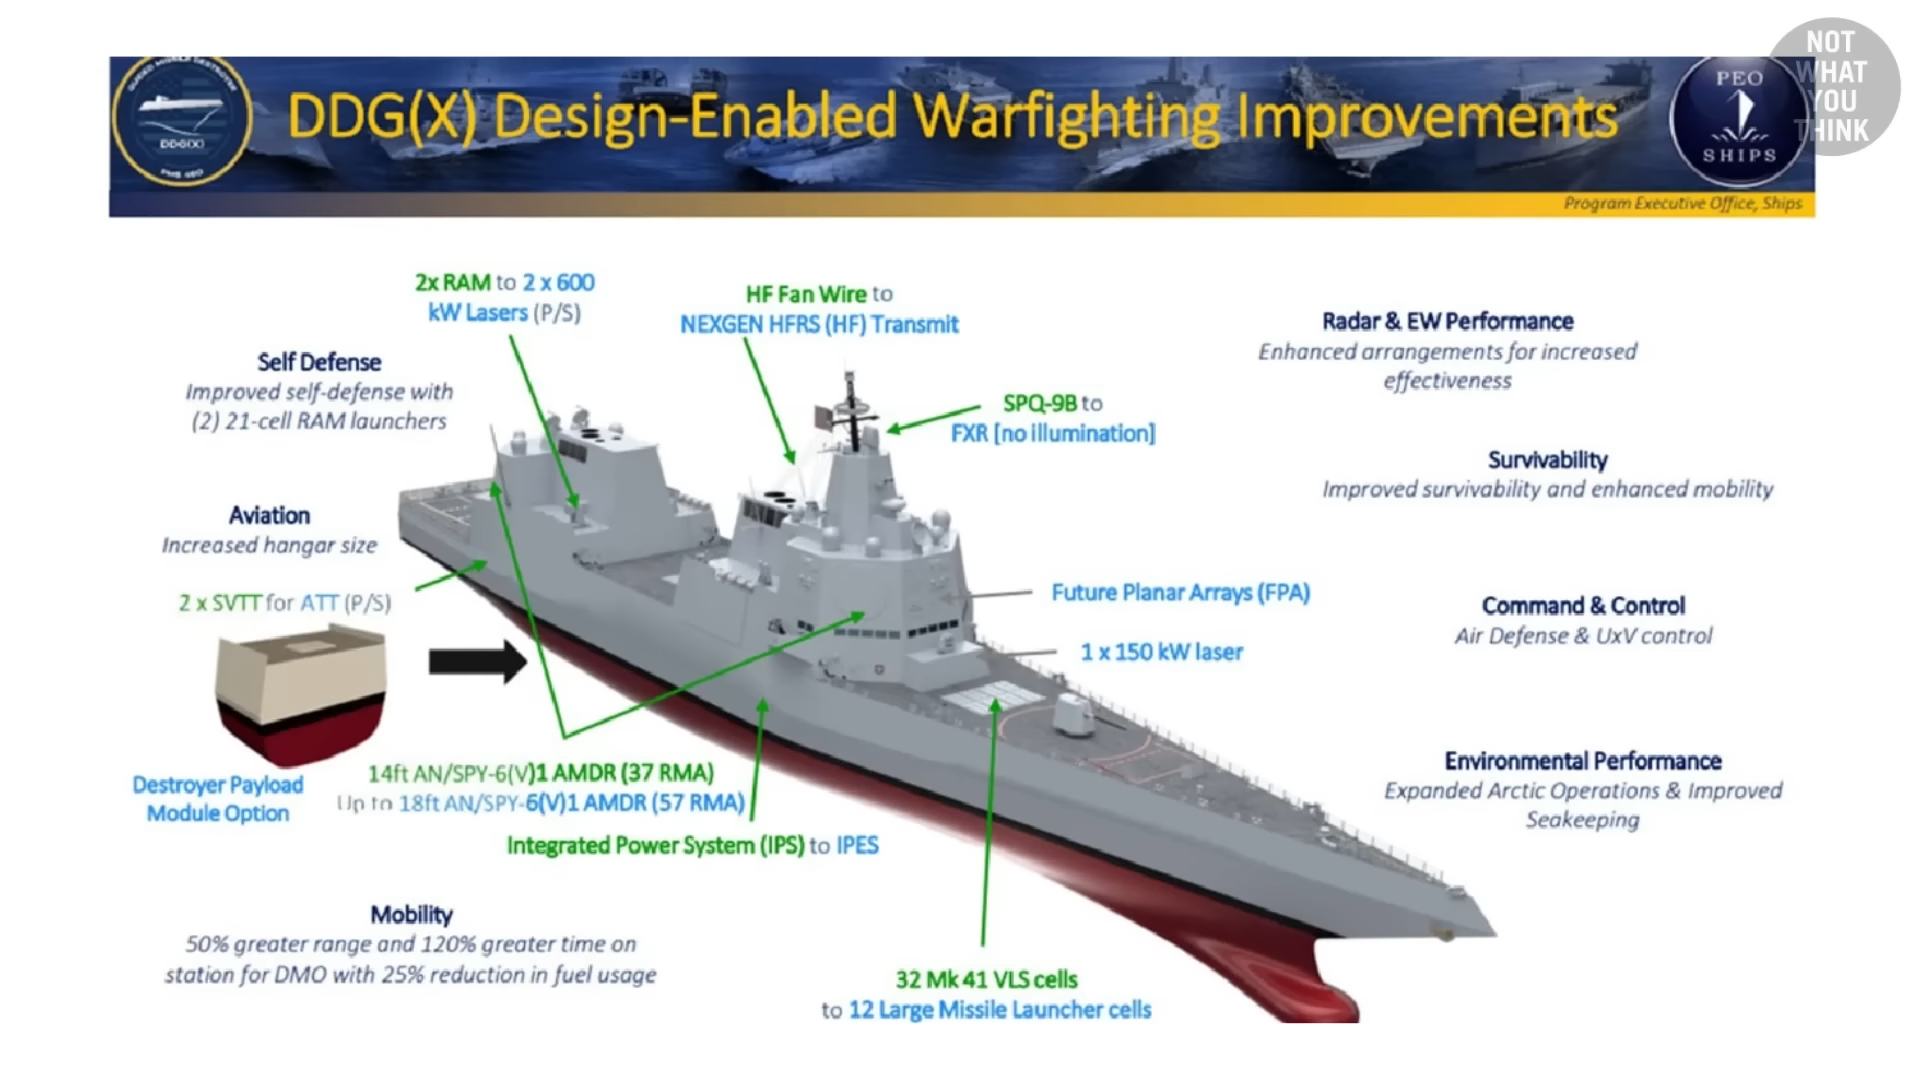 NOT
WHAT
YOU
THINK
GUIDED MISSILE DESTROYER
DDG(X)
DDG(X) Design-Enabled Warfighting Improvements
PEO
SHIPS
Program Executive Office, Ships
2x RAM to 2 x 600
kW Lasers (P/S)
HF Fan Wire to
NEXGEN HFRS (HF) Transmit
Radar & EW Performance
Enhanced arrangements for increased
effectiveness
Self Defense
Improved self-defense with
(2) 21-cell RAM launchers
SPQ-9B to
FXR [no illumination]
Survivability
Improved survivability and enhanced mobility
Aviation
Increased hangar size
2 x SVTT for ATT (P/S)
Future Planar Arrays (FPA)
1 x 150 kW laser
Command & Control
Air Defense & UxV control
Destroyer Payload
Module Option
14ft AN/SPY-6(V)1 AMDR (37 RMA)
Up to 18ft AN/SPY-6(V)1 AMDR (57 RMA)
Integrated Power System (IPS) to IPES
Environmental Performance
Expanded Arctic Operations & Improved
Seakeeping
Mobility
50% greater range and 120% greater time on
station for DMO with 25% reduction in fuel usage
32 Mk 41 VLS cells
to 12 Large Missile Launcher cells